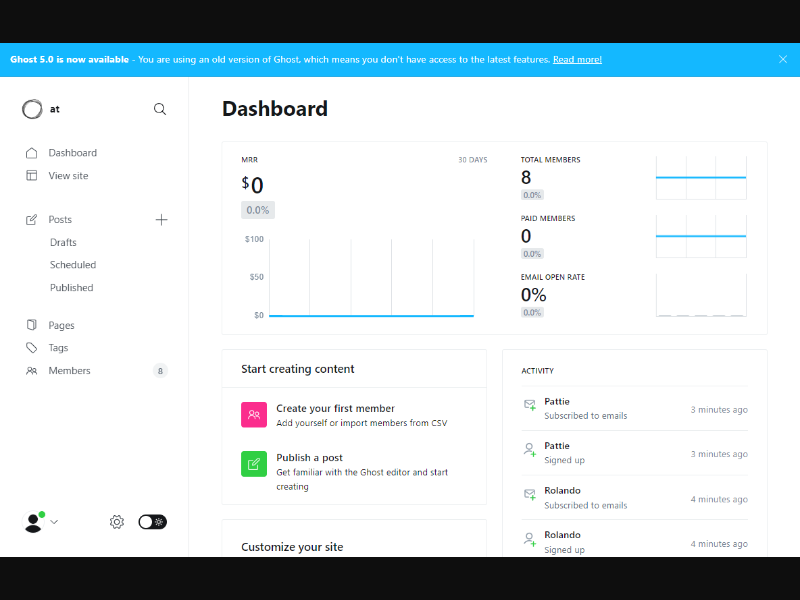 Ghost 5.0 is now available - You are using an old version of Ghost, which means you don't have access to the latest features. Read more!
at
Dashboard
View site
Posts
Drafts
Scheduled
Published
Pages
Tags
Members 8
Dashboard
MRR 30 DAYS
$0
0.0%
$100
$50
$0
TOTAL MEMBERS
8
0.0%
PAID MEMBERS
0
0.0%
EMAIL OPEN RATE
0%
0.0%
Start creating content
Create your first member
Add yourself or import members from CSV
Publish a post
Get familiar with the Ghost editor and start
creating
Customize your site
ACTIVITY
Pattie
Subscribed to emails 3 minutes ago
Pattie
Signed up 3 minutes ago
Rolando
Subscribed to emails 4 minutes ago
Rolando
Signed up 4 minutes ago